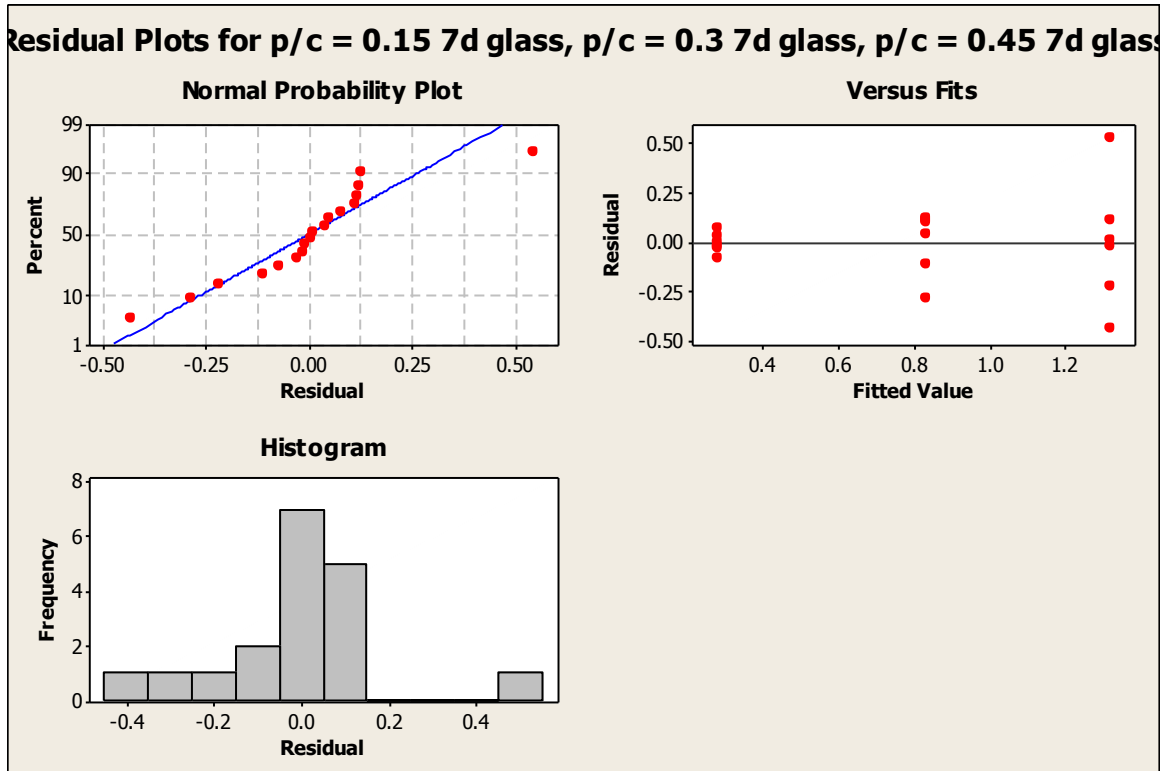 Residual Plots for p/c = 0.15 7d glass, p/c = 0.3 7d glass, p/c = 0.45 7d glass
Normal Probability Plot
99
90
50
10
1
Percent
-0.50 -0.25 0.00 0.25 0.50
Residual
Versus Fits
0.50
0.25
0.00
-0.25
-0.50
Residual
0.4 0.6 0.8 1.0 1.2
Fitted Value
Histogram
8
6
4
2
0
Frequency
-0.4 -0.2 0.0 0.2 0.4
Residual